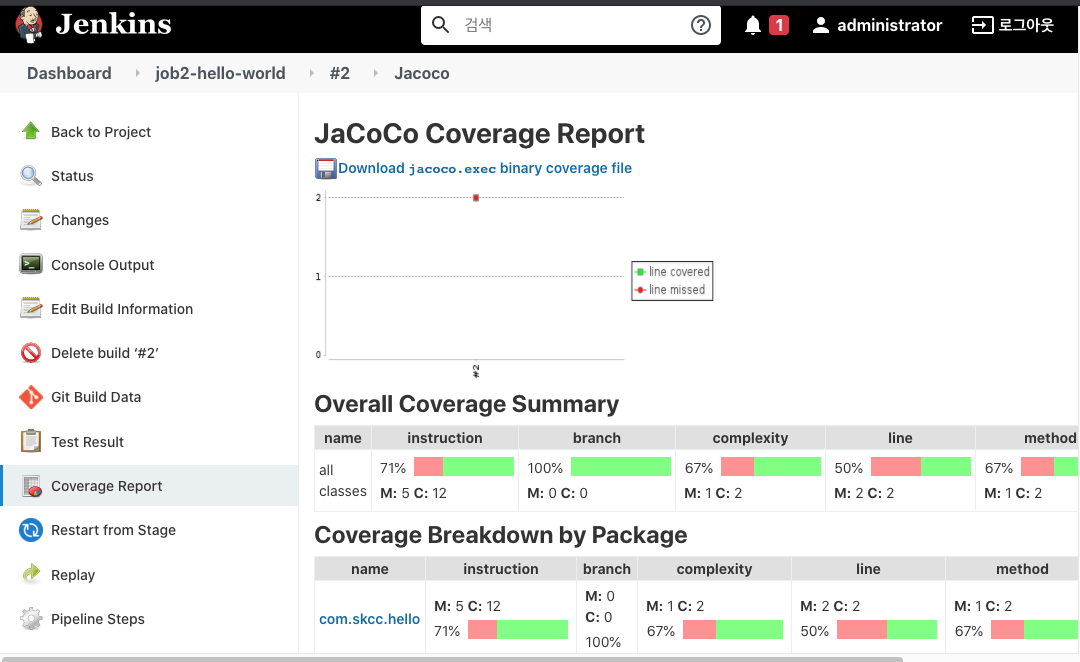 Jenkins
검색
1
administrator
로그아웃
Dashboard
job2-hello-world
#2
Jacoco
Back to Project
Status
Changes
Console Output
Edit Build Information
Delete build ‘#2’
Git Build Data
Test Result
Coverage Report
Restart from Stage
Replay
Pipeline Steps
JaCoCo Coverage Report
Download jacoco.exec binary coverage file
2
1
0
#2
line covered
line missed
Overall Coverage Summary
name instruction branch complexity line method
all classes
71% M: 5 C: 12
100% M: 0 C: 0
67% M: 1 C: 2
50% M: 2 C: 2
67% M: 1 C: 2
Coverage Breakdown by Package
name instruction branch complexity line method
com.skcc.hello
M: 5 C: 12 71%
M: 0 C: 0 100%
M: 1 C: 2 67%
M: 2 C: 2 50%
M: 1 C: 2 67%